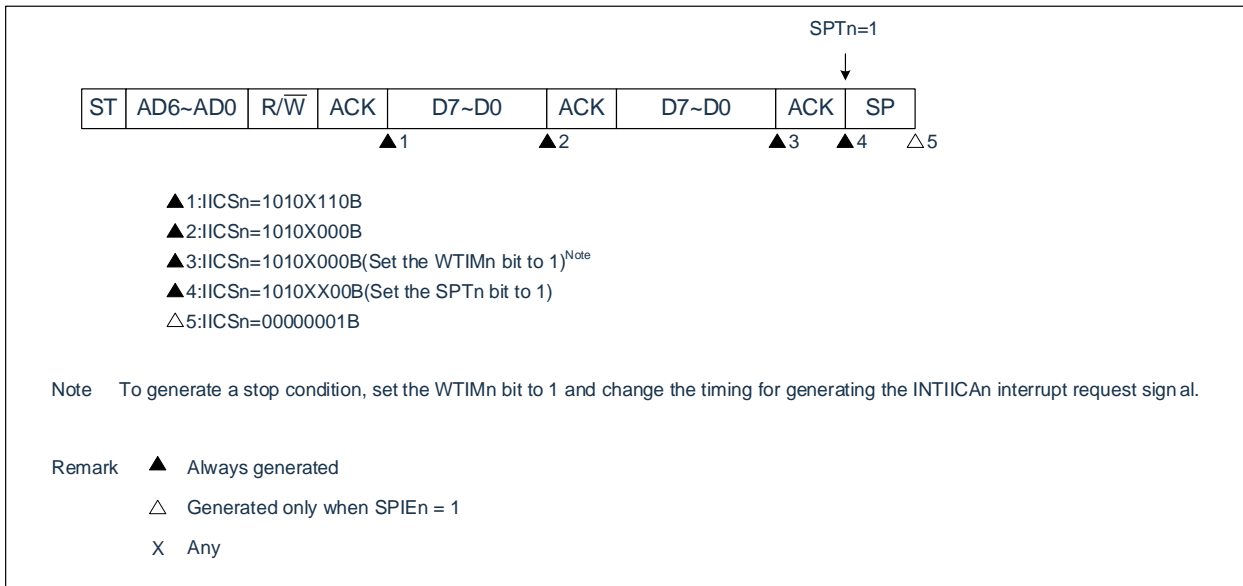 SPTn=1
↓
ST AD6~AD0 R/W̅ ACK D7~D0 ACK D7~D0 ACK SP
▲1 ▲2 ▲3 ▲4 △5
▲1:IICSn=1010X110B
▲2:IICSn=1010X000B
▲3:IICSn=1010X000B(Set the WTIMn bit to 1)Note
▲4:IICSn=1010XX00B(Set the SPTn bit to 1)
△5:IICSn=00000001B
Note To generate a stop condition, set the WTIMn bit to 1 and change the timing for generating the INTIICAn interrupt request signal.
Remark ▲ Always generated
△ Generated only when SPIEn = 1
X Any